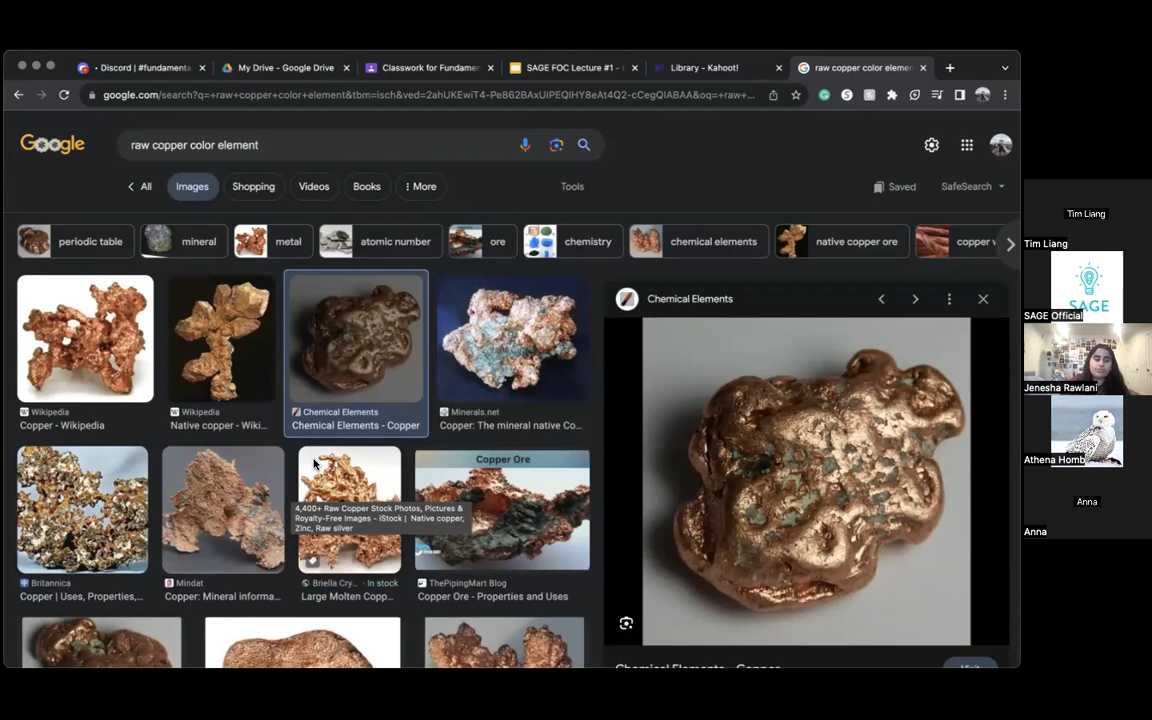 Discord | #fundamenta
My Drive - Google Drive
Classwork for Fundamen
SAGE FOC Lecture #1 -
Library - Kahoot!
raw copper color elemen
google.com/search?q=+raw+copper+color+element&tbm=isch&ved=2ahUKEwiT4-Pe862BAxUIPEQIHY8eAt4Q2-cCegQIABAA&oq=+raw+...
Google
raw copper color element
All
Images
Shopping
Videos
Books
More
Tools
Saved
SafeSearch
periodic table
mineral
metal
atomic number
ore
chemistry
chemical elements
native copper ore
copper
Chemical Elements
Wikipedia
Copper - Wikipedia
Wikipedia
Native copper - Wiki...
Chemical Elements
Chemical Elements - Copper
Minerals.net
Copper: The mineral native Co...
Copper Ore
4,400+ Raw Copper Stock Photos, Pictures &
Royalty-Free Images - iStock | Native copper,
Zinc, Raw silver
Britannica
Copper | Uses, Properties,...
Mindat
Copper: Mineral informa...
Briella Cry... · In stock
Large Molten Copp...
ThePipingMart Blog
Copper Ore - Properties and Uses
Chemical Elements - Copper
Visit
Tim Liang
Tim Liang
SAGE
SAGE Official
Jenesha Rawlani
Athena Homb
Anna
Anna